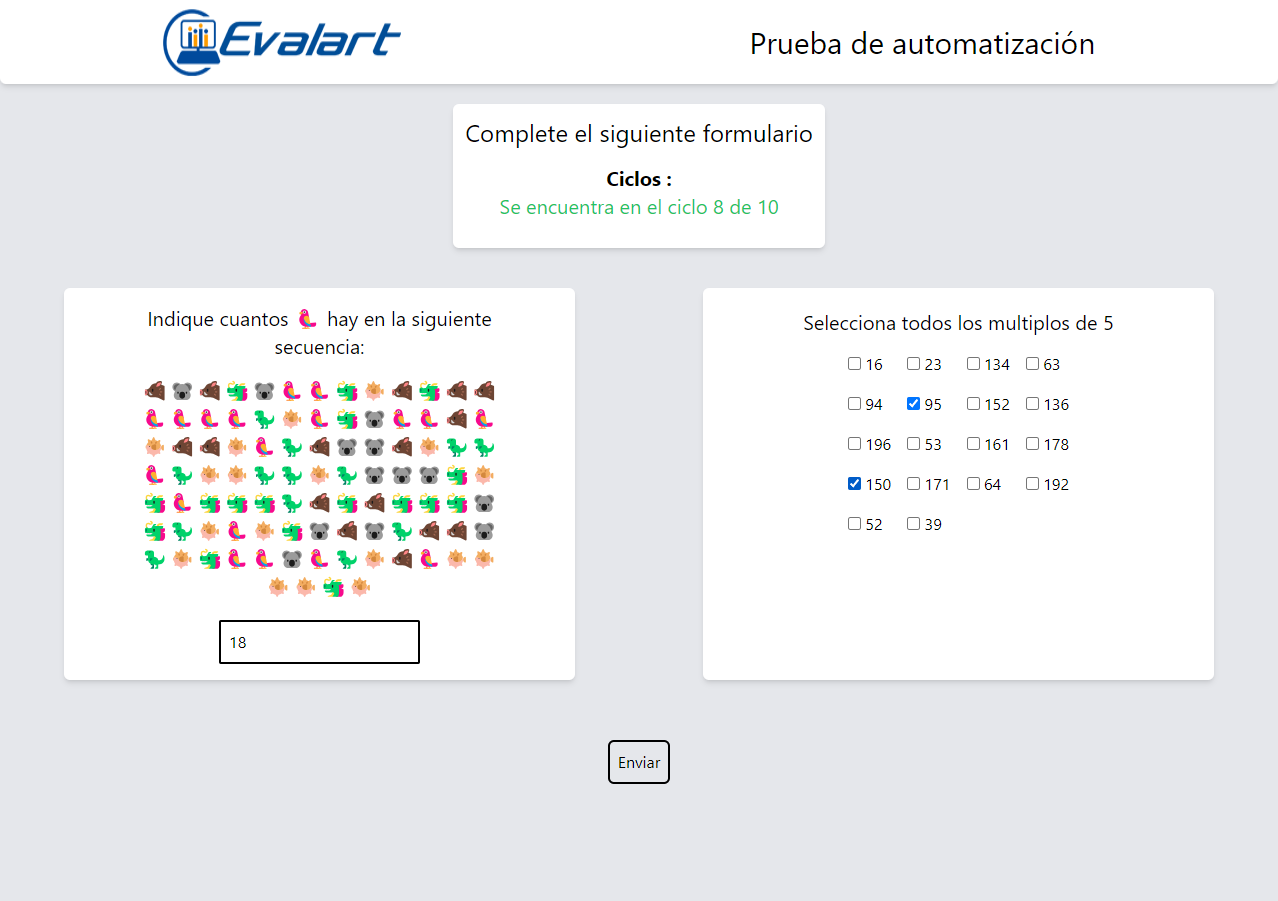 Evalart
Prueba de automatización
Complete el siguiente formulario
Ciclos :
Se encuentra en el ciclo 8 de 10
Indique cuantos 🦜 hay en la siguiente
secuencia:
18
Selecciona todos los multiplos de 5
16 23 134 63
94 95 152 136
196 53 161 178
150 171 64 192
52 39
Enviar